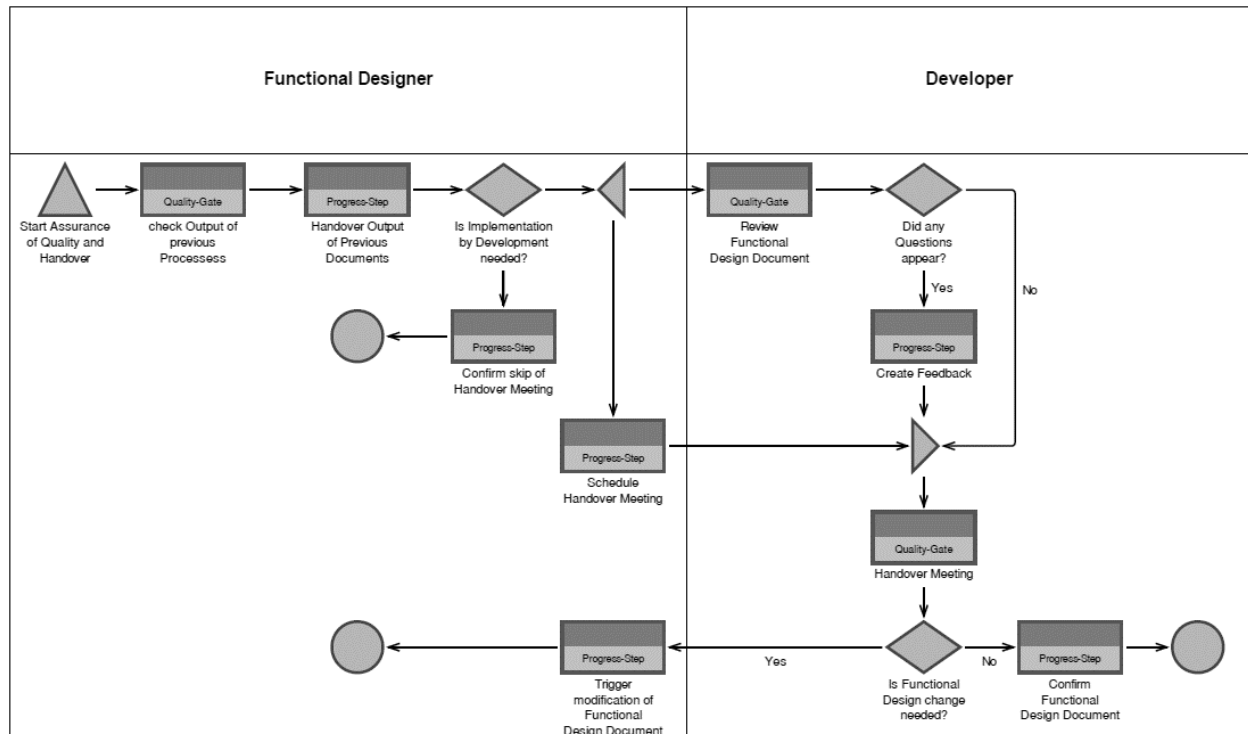 Functional Designer
Developer
Quality-Gate
Progress-Step
Quality-Gate
Start Assurance
of Quality and
Handover
check Output of
previous
Processess
Handover Output
of Previous
Documents
Is Implementation
by Development
needed?
Review
Functional
Design Document
Did any
Questions
appear?
Yes
No
Progress-Step
Confirm skip of
Handover Meeting
Progress-Step
Create Feedback
Progress-Step
Schedule
Handover Meeting
Quality-Gate
Handover Meeting
Progress-Step
Trigger
modification of
Functional
Design Document
Yes
Is Functional
Design change
needed?
No
Progress-Step
Confirm
Functional
Design Document